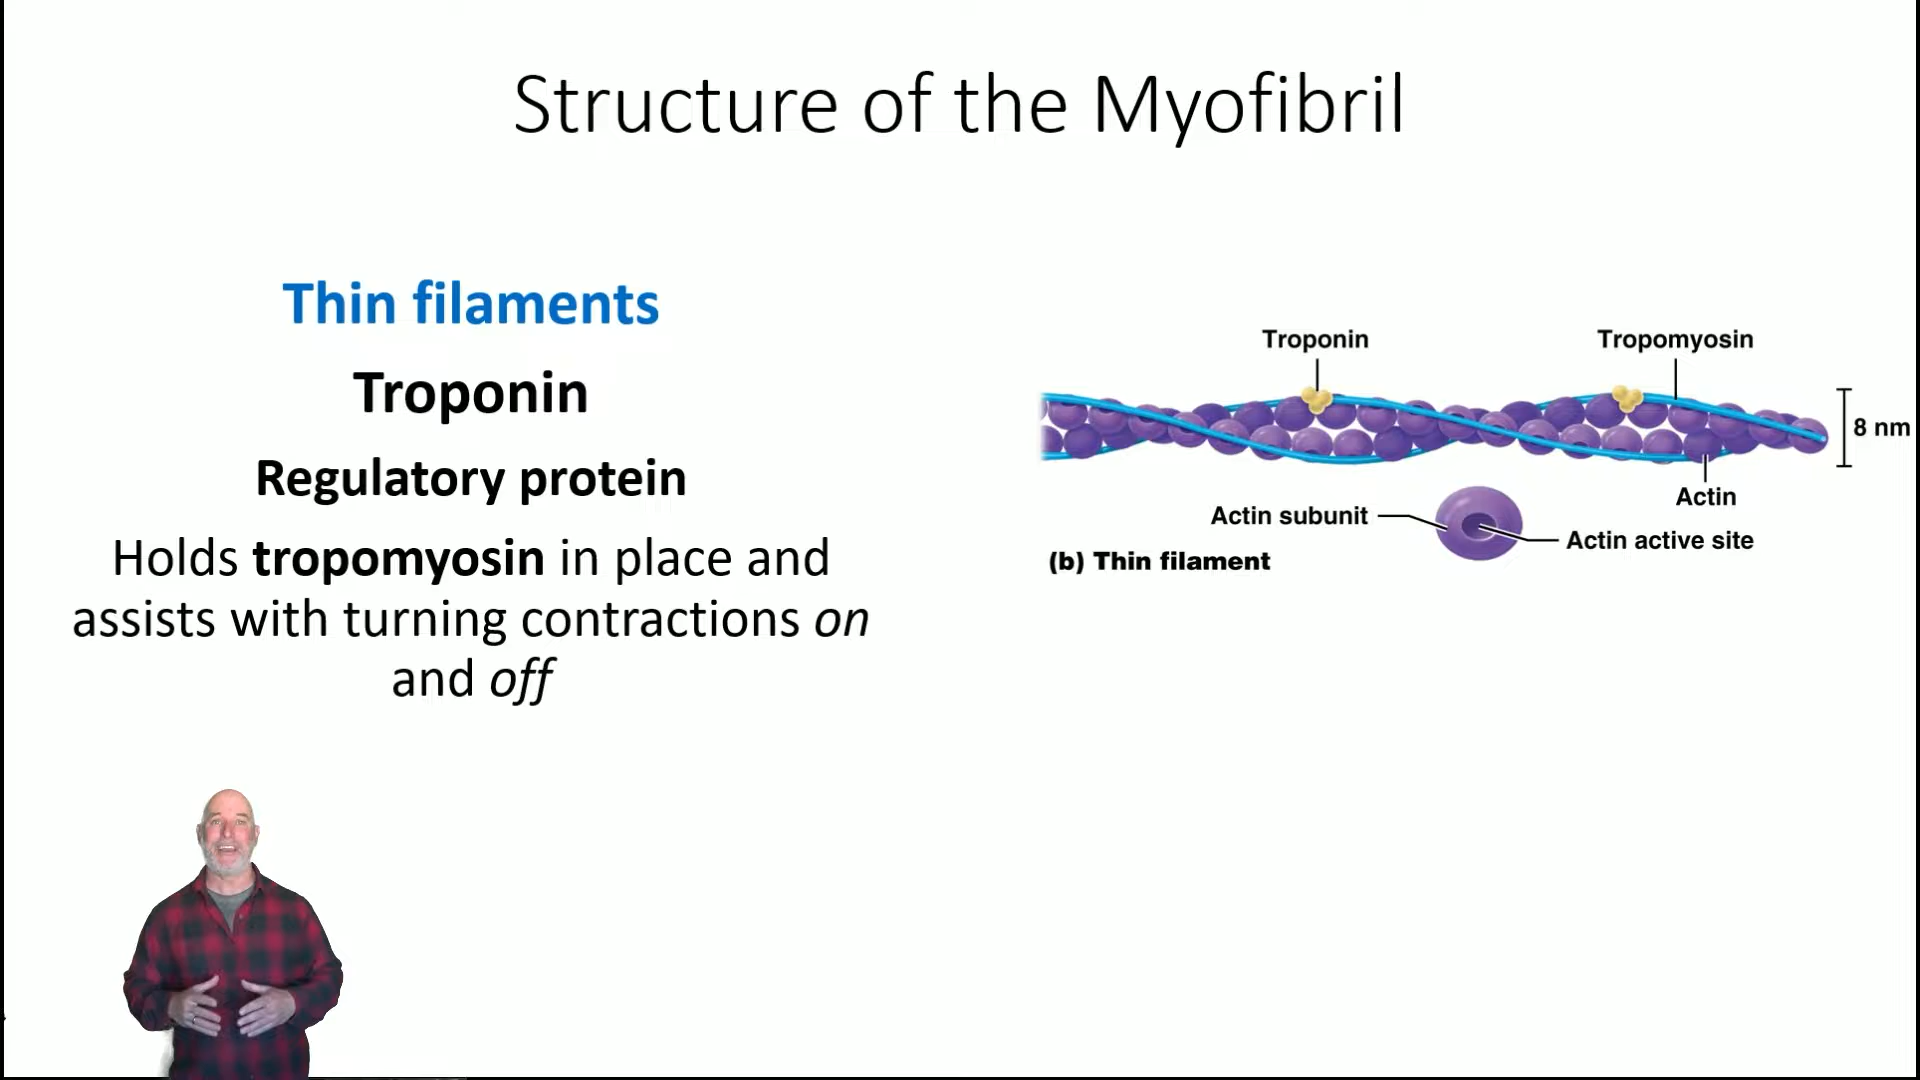 Structure of the Myofibril
Thin filaments
Troponin
Regulatory protein
Holds tropomyosin in place and
assists with turning contractions on
and off
Troponin
Tropomyosin
8 nm
Actin
Actin subunit
Actin active site
(b) Thin filament